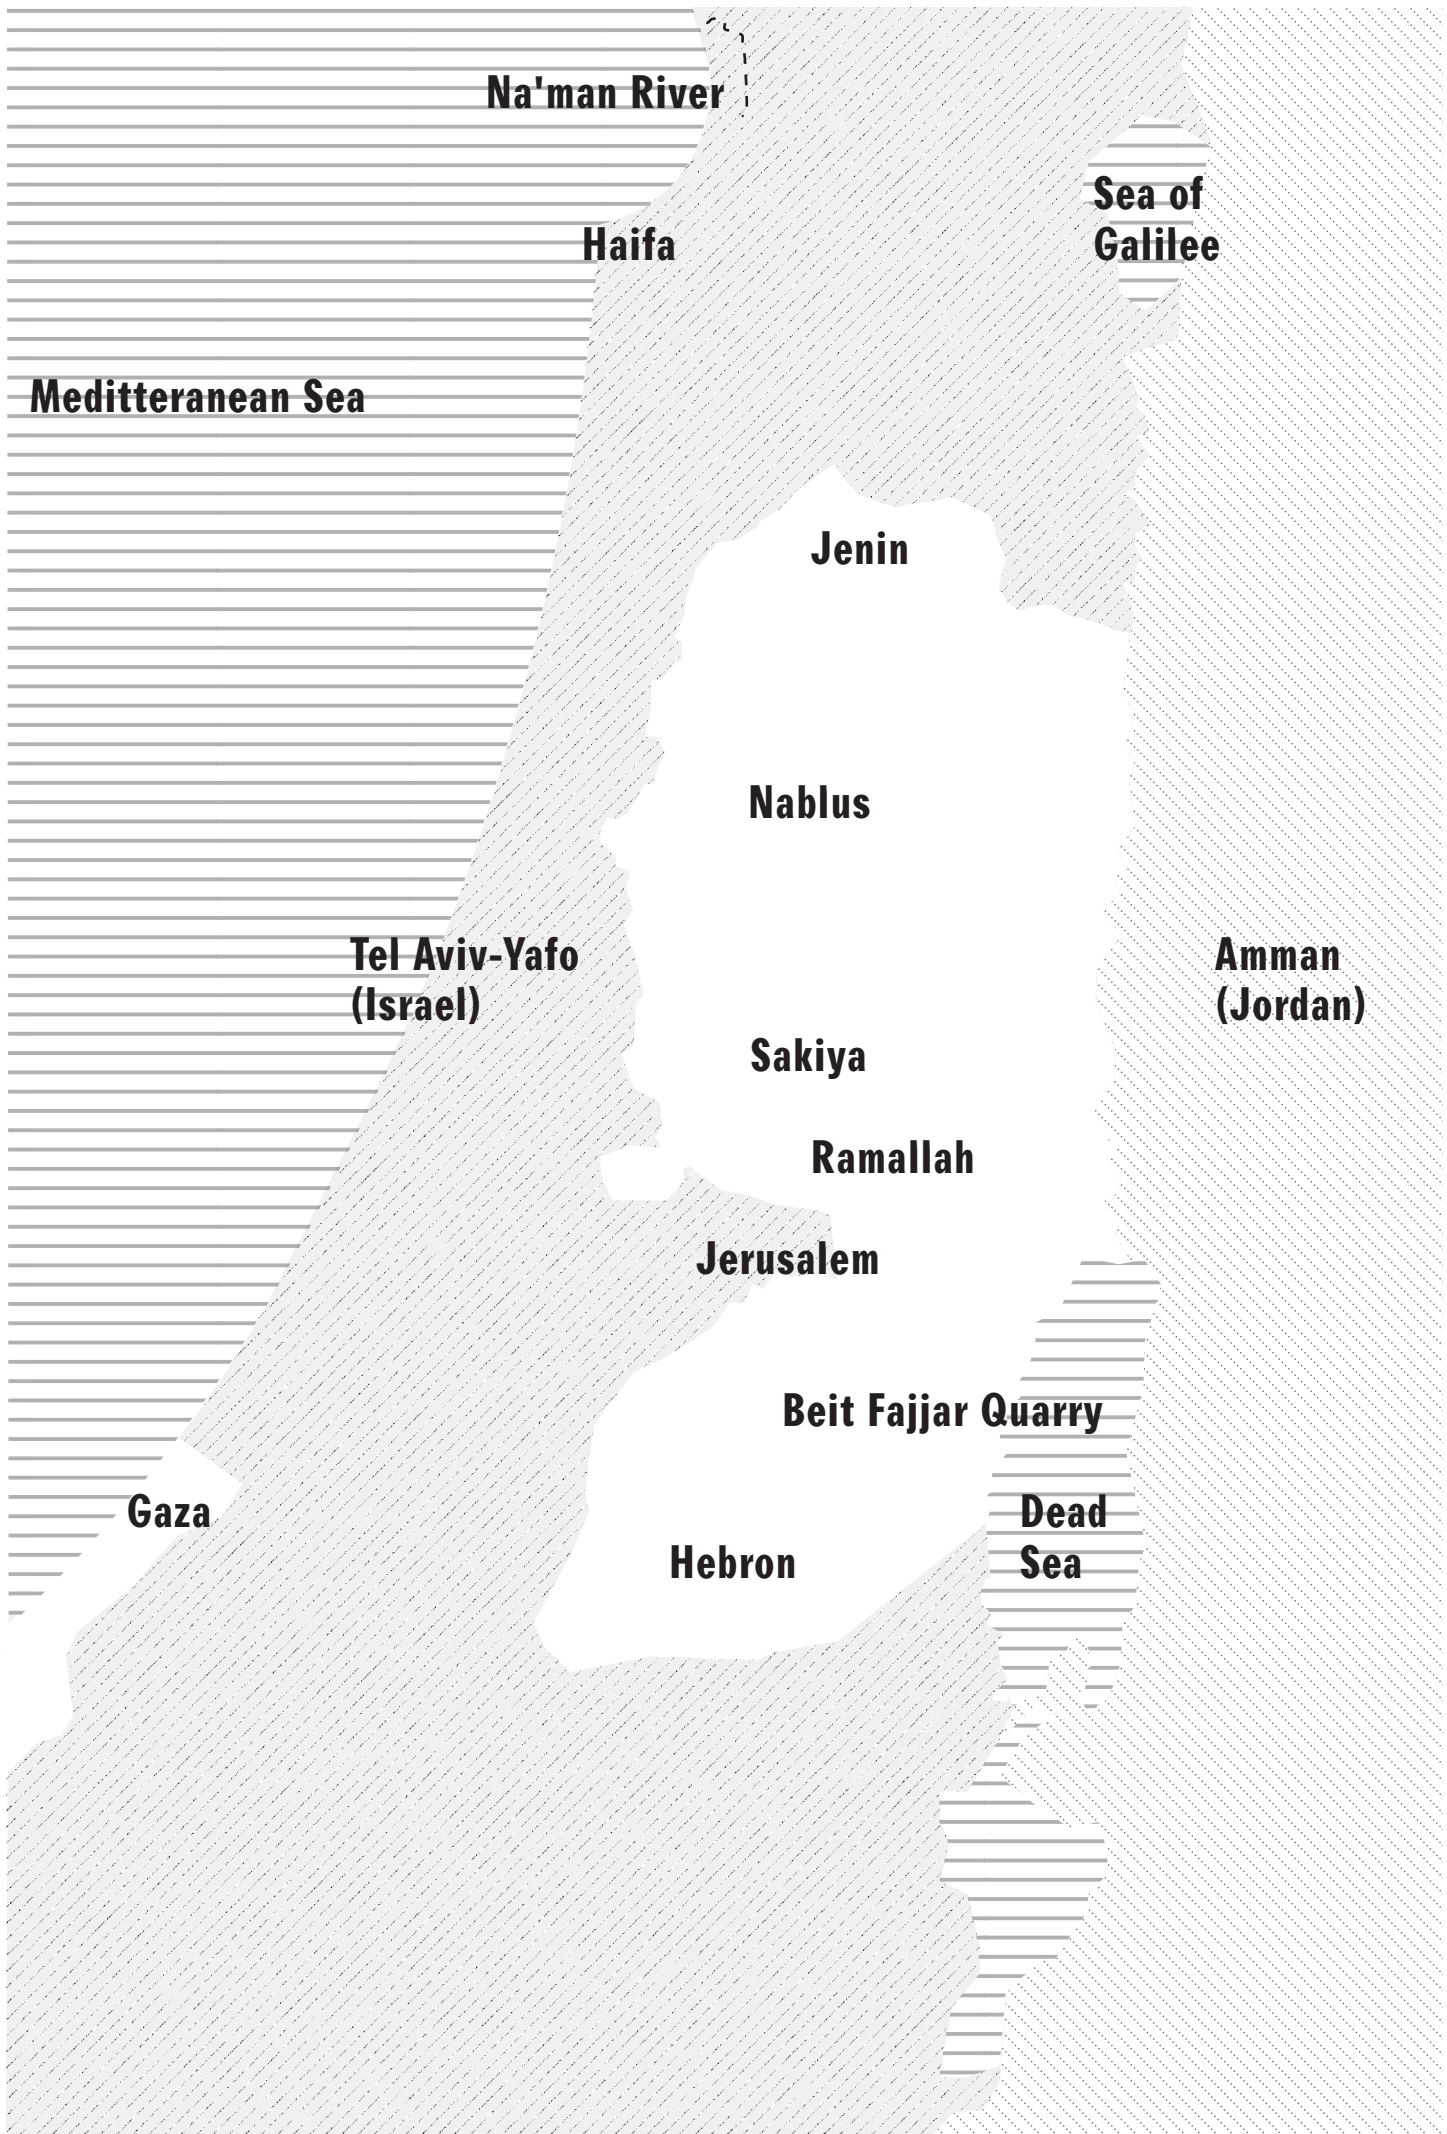 Na'man River
Sea of
Galilee
Haifa
Meditteranean Sea
Jenin
Nablus
Tel Aviv-Yafo
(Israel)
Amman
(Jordan)
Sakiya
Ramallah
Jerusalem
Beit Fajjar Quarry
Gaza
Dead
Sea
Hebron